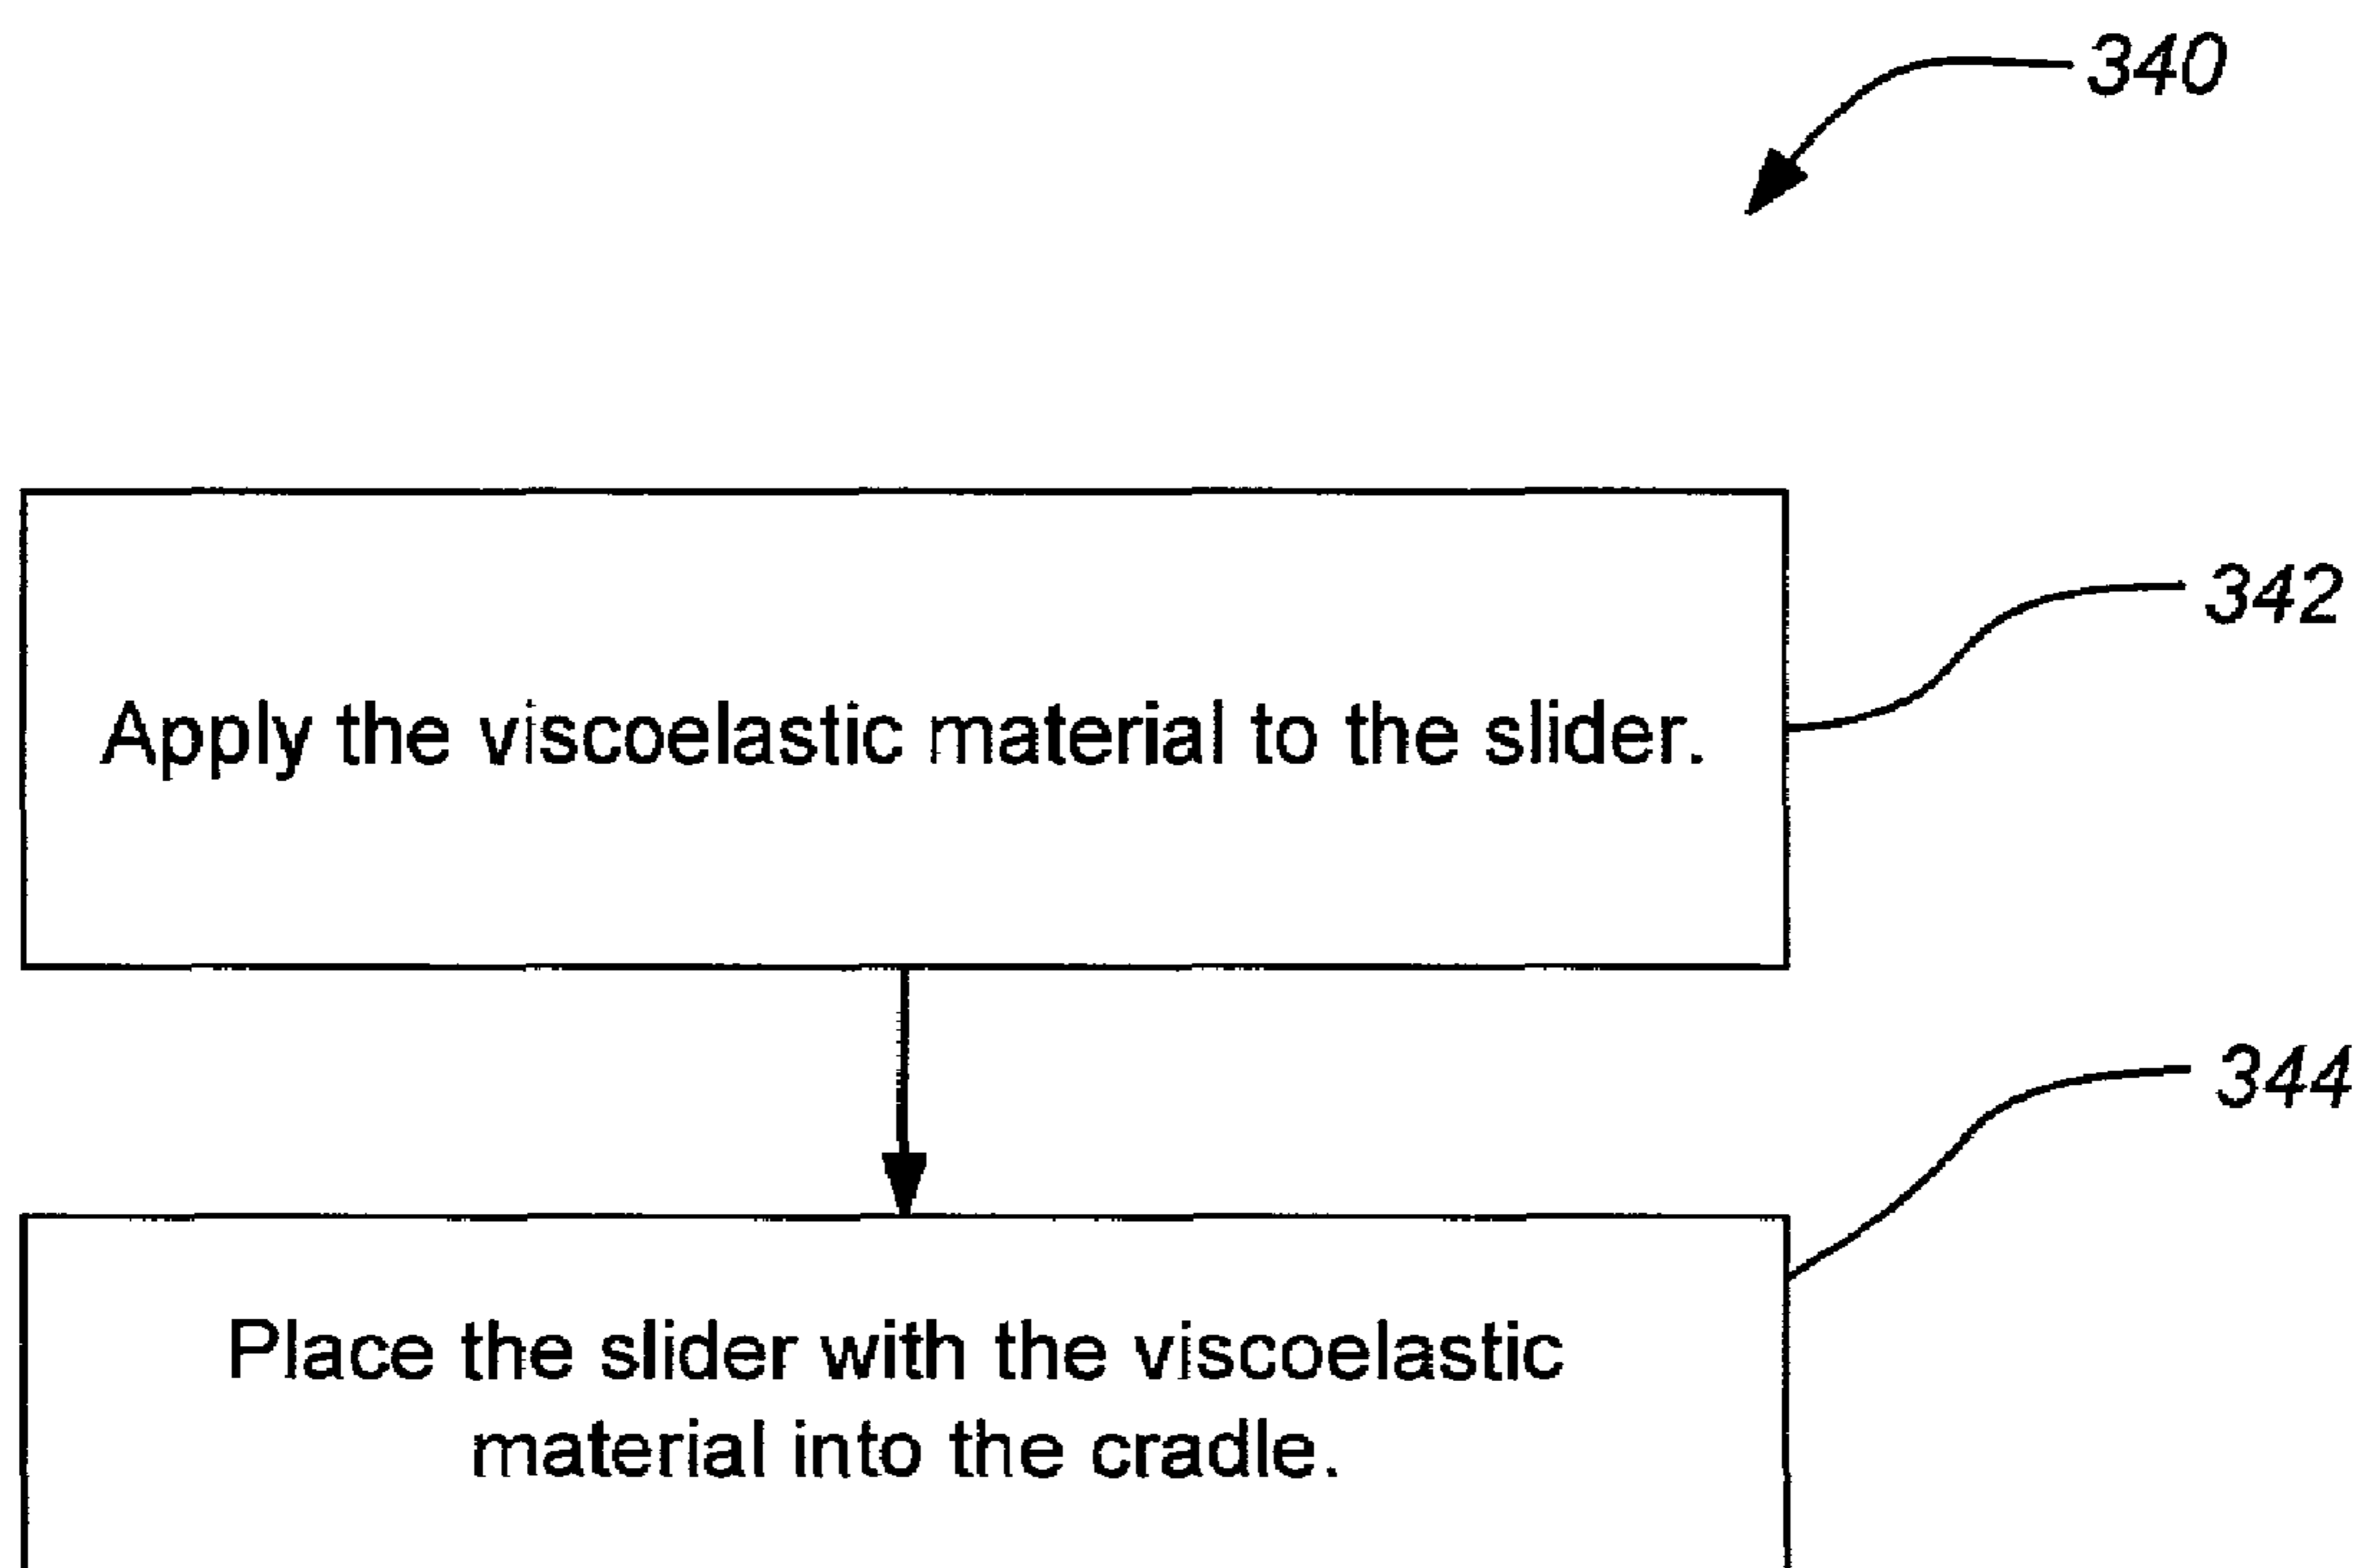 340
342
Apply the viscoelastic material to the slider.
344
Place the slider with the viscoelastic
material into the cradle.